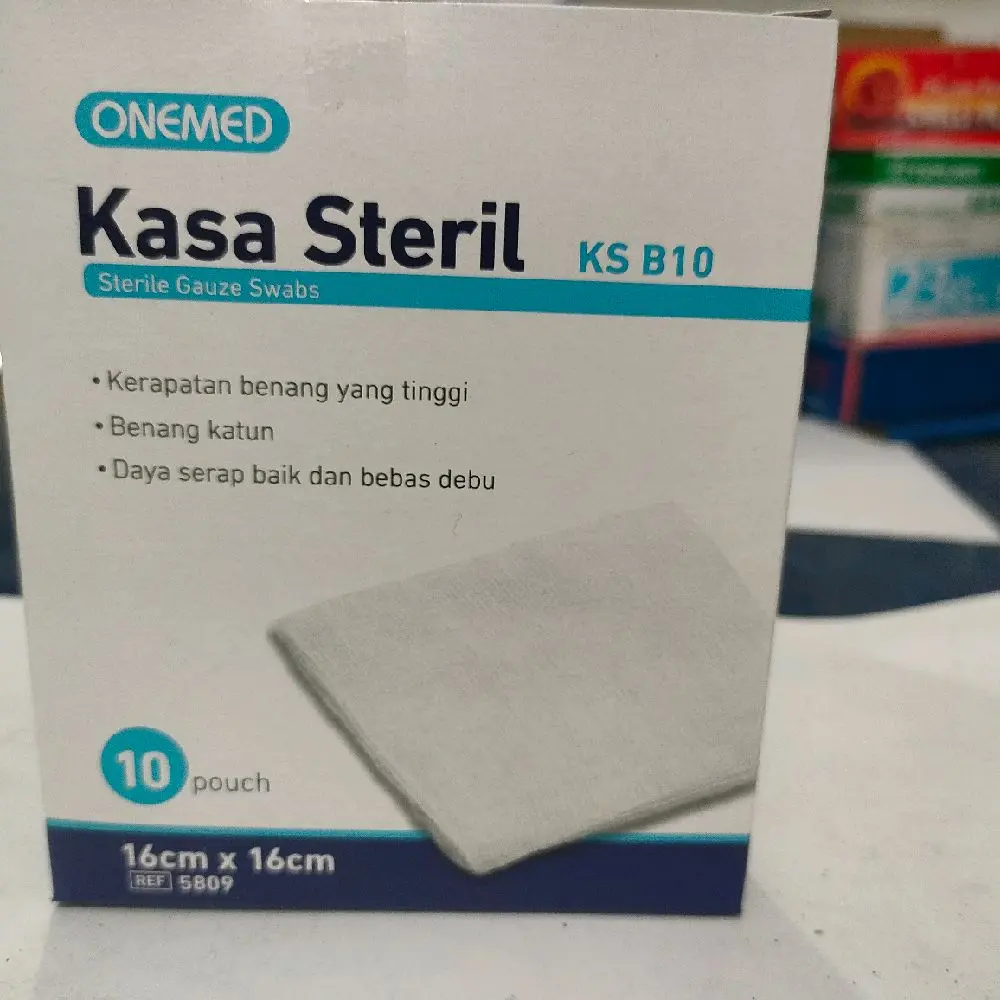 ONEMED
Kasa Steril KS B10
Sterile Gauze Swabs
• Kerapatan benang yang tinggi
• Benang katun
• Daya serap baik dan bebas debu
10 pouch
16cm x 16cm
REF 5809